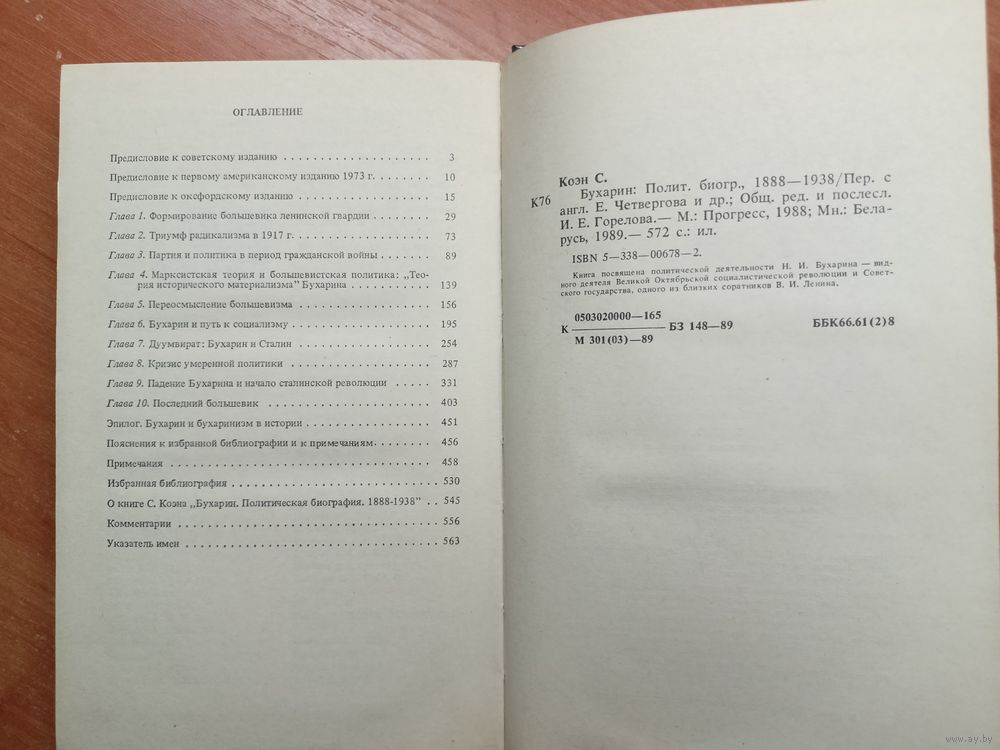 ОГЛАВЛЕНИЕ
Предисловие к советскому изданию . . . . . . . . . . . . . . . . . . . . 3
Предисловие к первому американскому изданию 1973 г. . . . . . . . 10
Предисловие к оксфордскому изданию . . . . . . . . . . . . . . . . . . 15
Глава 1. Формирование большевика ленинской гвардии . . . . . . . . 29
Глава 2. Триумф радикализма в 1917 г. . . . . . . . . . . . . . . . . . . 73
Глава 3. Партия и политика в период гражданской войны . . . . . . . 89
Глава 4. Марксистская теория и большевистская политика: „Тео-
рия исторического материализма" Бухарина . . . . . . . . . . . 139
Глава 5. Переосмысление большевизма . . . . . . . . . . . . . . . . . . 156
Глава 6. Бухарин и путь к социализму . . . . . . . . . . . . . . . . . . . 195
Глава 7. Дуумвират: Бухарин и Сталин . . . . . . . . . . . . . . . . . . 254
Глава 8. Кризис умеренной политики . . . . . . . . . . . . . . . . . . . 287
Глава 9. Падение Бухарина и начало сталинской революции . . . . . 331
Глава 10. Последний большевик . . . . . . . . . . . . . . . . . . . . . . 403
Эпилог. Бухарин и бухаринизм в истории . . . . . . . . . . . . . . . . . 451
Пояснения к избранной библиографии и к примечаниям. . . . . . . . 456
Примечания . . . . . . . . . . . . . . . . . . . . . . . . . . . . . . . . . 458
Избранная библиография . . . . . . . . . . . . . . . . . . . . . . . . . . 530
О книге С. Коэна „Бухарин. Политическая биография. 1888-1938" . . 545
Комментарии . . . . . . . . . . . . . . . . . . . . . . . . . . . . . . . . 556
Указатель имен . . . . . . . . . . . . . . . . . . . . . . . . . . . . . . . 563
Коэн С.
К76 Бухарин: Полит. биогр., 1888—1938/Пер. с
англ. Е. Четвергова и др.; Общ. ред. и послесл.
И. Е. Горелова.— М.: Прогресс, 1988; Мн.: Бела-
русь, 1989.— 572 с.: ил.
ISBN 5—338—00678—2.
Книга посвящена политической деятельности Н. И. Бухарина — вид-
ного деятеля Великой Октябрьской социалистической революции и Совет-
ского государства, одного из близких соратников В. И. Ленина.
0503020000—165
К БЗ 148—89 ББК66.61(2)8
М 301(03)—89
© www.ay.by